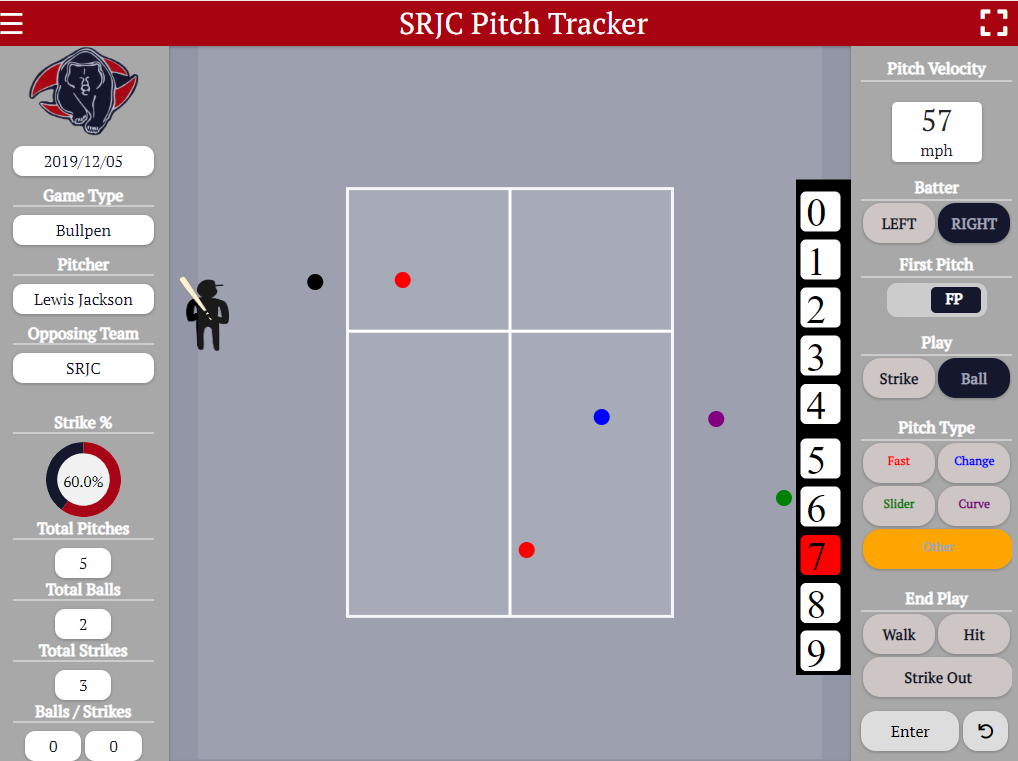 SRJC Pitch Tracker
2019/12/05
Game Type
Bullpen
Pitcher
Lewis Jackson
Opposing Team
SRJC
Strike %
60.0%
Total Pitches
5
Total Balls
2
Total Strikes
3
Balls / Strikes
0 0
0
1
2
3
4
5
6
7
8
9
Pitch Velocity
57
mph
Batter
LEFT RIGHT
First Pitch
FP
Play
Strike Ball
Pitch Type
Fast Change
Slider Curve
Other
End Play
Walk Hit
Strike Out
Enter